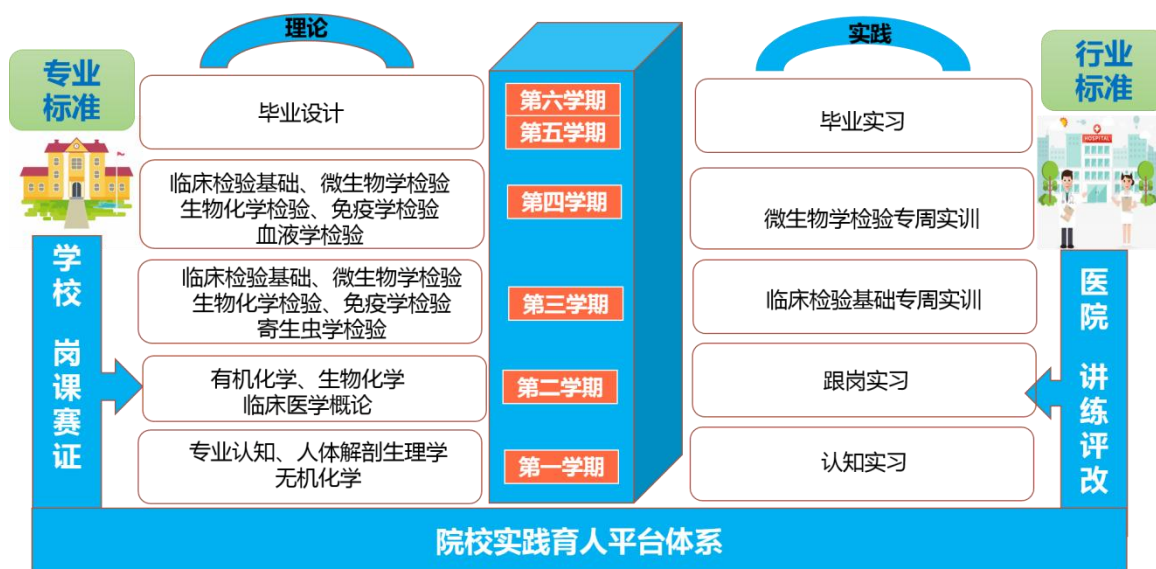 理论
实践
专业
标准
行业
标准
毕业设计
第六学期
第五学期
毕业实习
HOSPITAL
临床检验基础、微生物学检验
生物化学检验、免疫学检验
血液学检验
第四学期
微生物学检验专周实训
学校 岗课赛证
临床检验基础、微生物学检验
生物化学检验、免疫学检验
寄生虫学检验
第三学期
临床检验基础专周实训
医院 讲练评改
有机化学、生物化学
临床医学概论
第二学期
跟岗实习
专业认知、人体解剖生理学
无机化学
第一学期
认知实习
院校实践育人平台体系